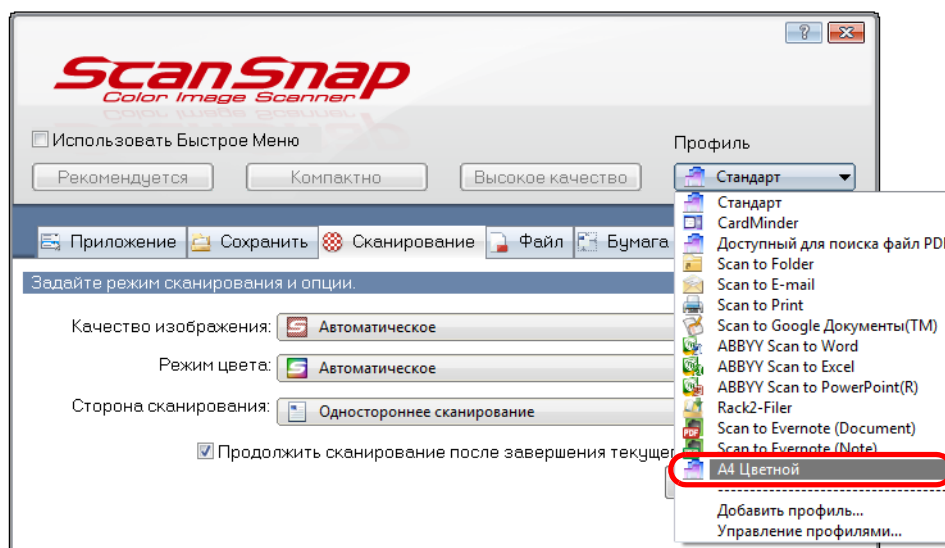 ScanSnap
Color Image Scanner
Использовать Быстрое Меню
Профиль
Рекомендуется
Компактно
Высокое качество
Стандарт
Приложение
Сохранить
Сканирование
Файл
Бумага
Задайте режим сканирования и опции.
Качество изображения:
Автоматическое
Режим цвета:
Автоматическое
Сторона сканирования:
Одностороннее сканирование
Продолжить сканирование после завершения
Стандарт
CardMinder
Доступный для поиска файл
Scan to Folder
Scan to E-mail
Scan to Print
Scan to Google Документы(TM)
ABBYY Scan to Word
ABBYY Scan to Excel
ABBYY Scan to PowerPoint(R)
Rack2-Filer
Scan to Evernote (Document)
Scan to Evernote (Note)
A4 Цветной
Добавить профиль...
Управление профилями...